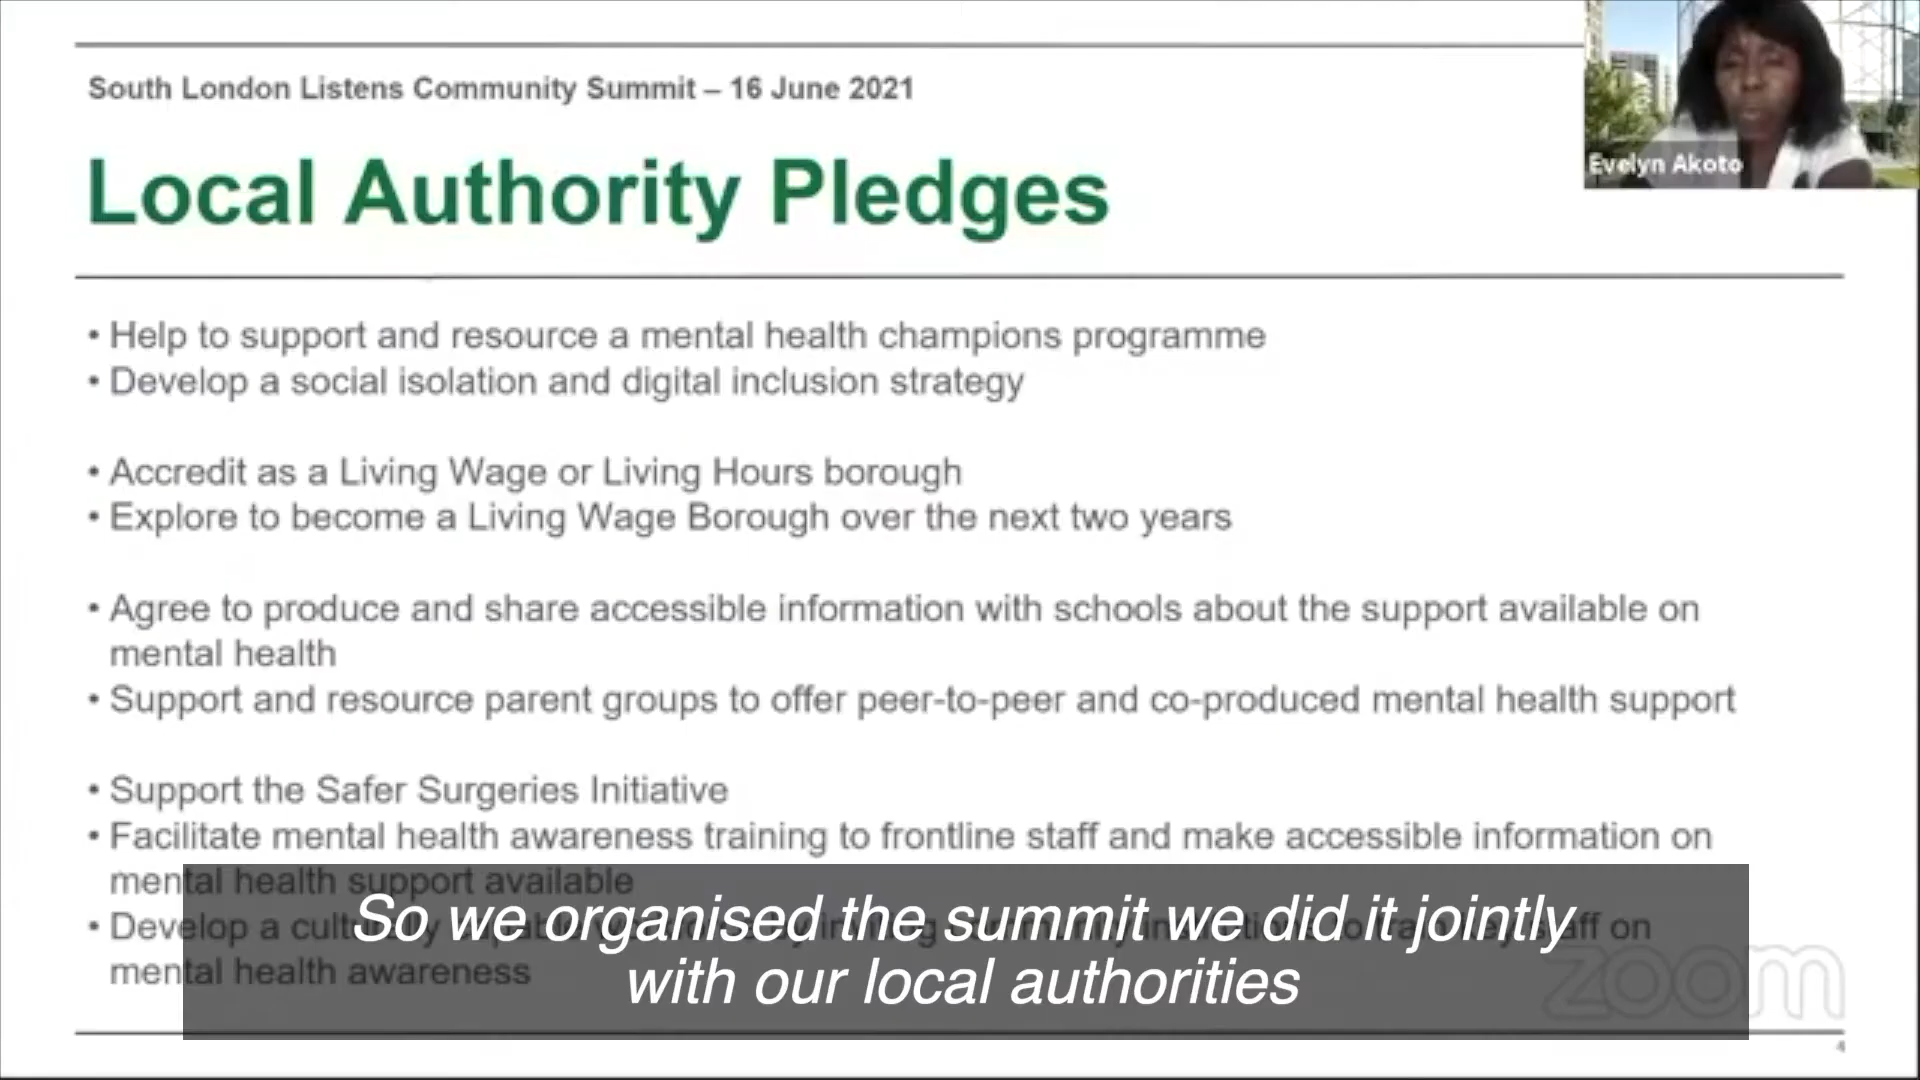 South London Listens Community Summit – 16 June 2021
Evelyn Akoto
Local Authority Pledges
• Help to support and resource a mental health champions programme
• Develop a social isolation and digital inclusion strategy
• Accredit as a Living Wage or Living Hours borough
• Explore to become a Living Wage Borough over the next two years
• Agree to produce and share accessible information with schools about the support available on
mental health
• Support and resource parent groups to offer peer-to-peer and co-produced mental health support
• Support the Safer Surgeries Initiative
• Facilitate mental health awareness training to frontline staff and make accessible information on
mental health support available
• Develop a culturally staff on
mental health awareness
So we organised the summit we did it jointly
with our local authorities
zoom
4